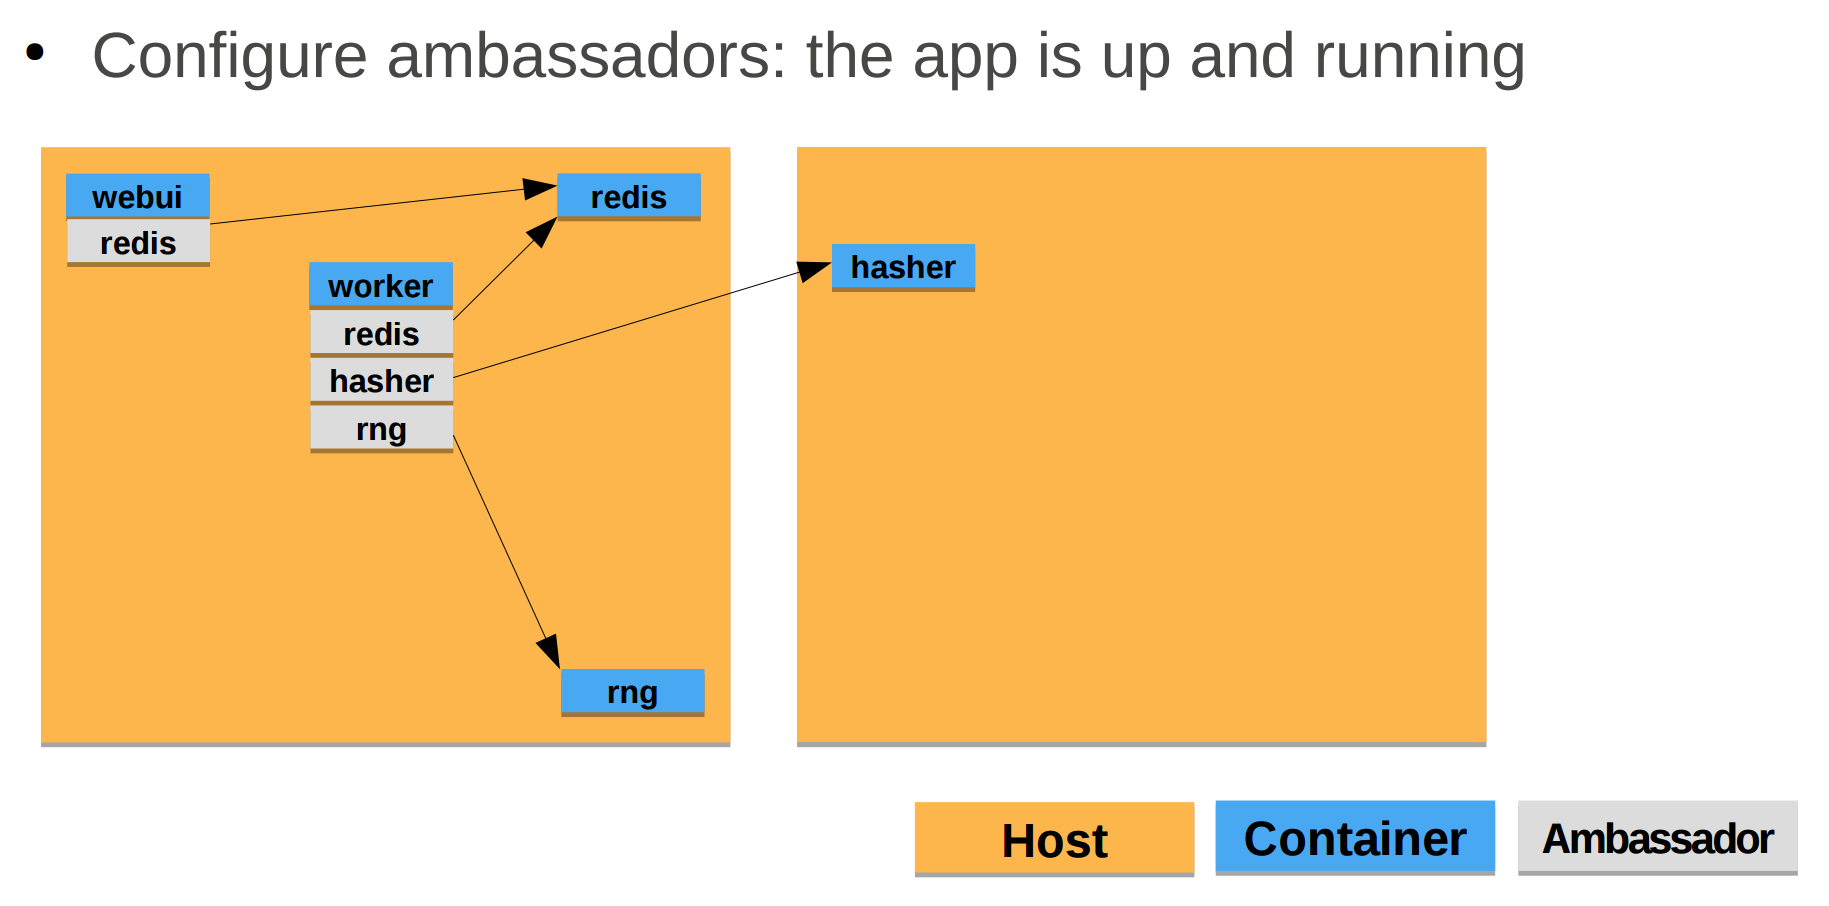 • Configure ambassadors: the app is up and running
webui
redis
redis
worker
redis
hasher
rng
hasher
rng
Host
Container
Ambassador